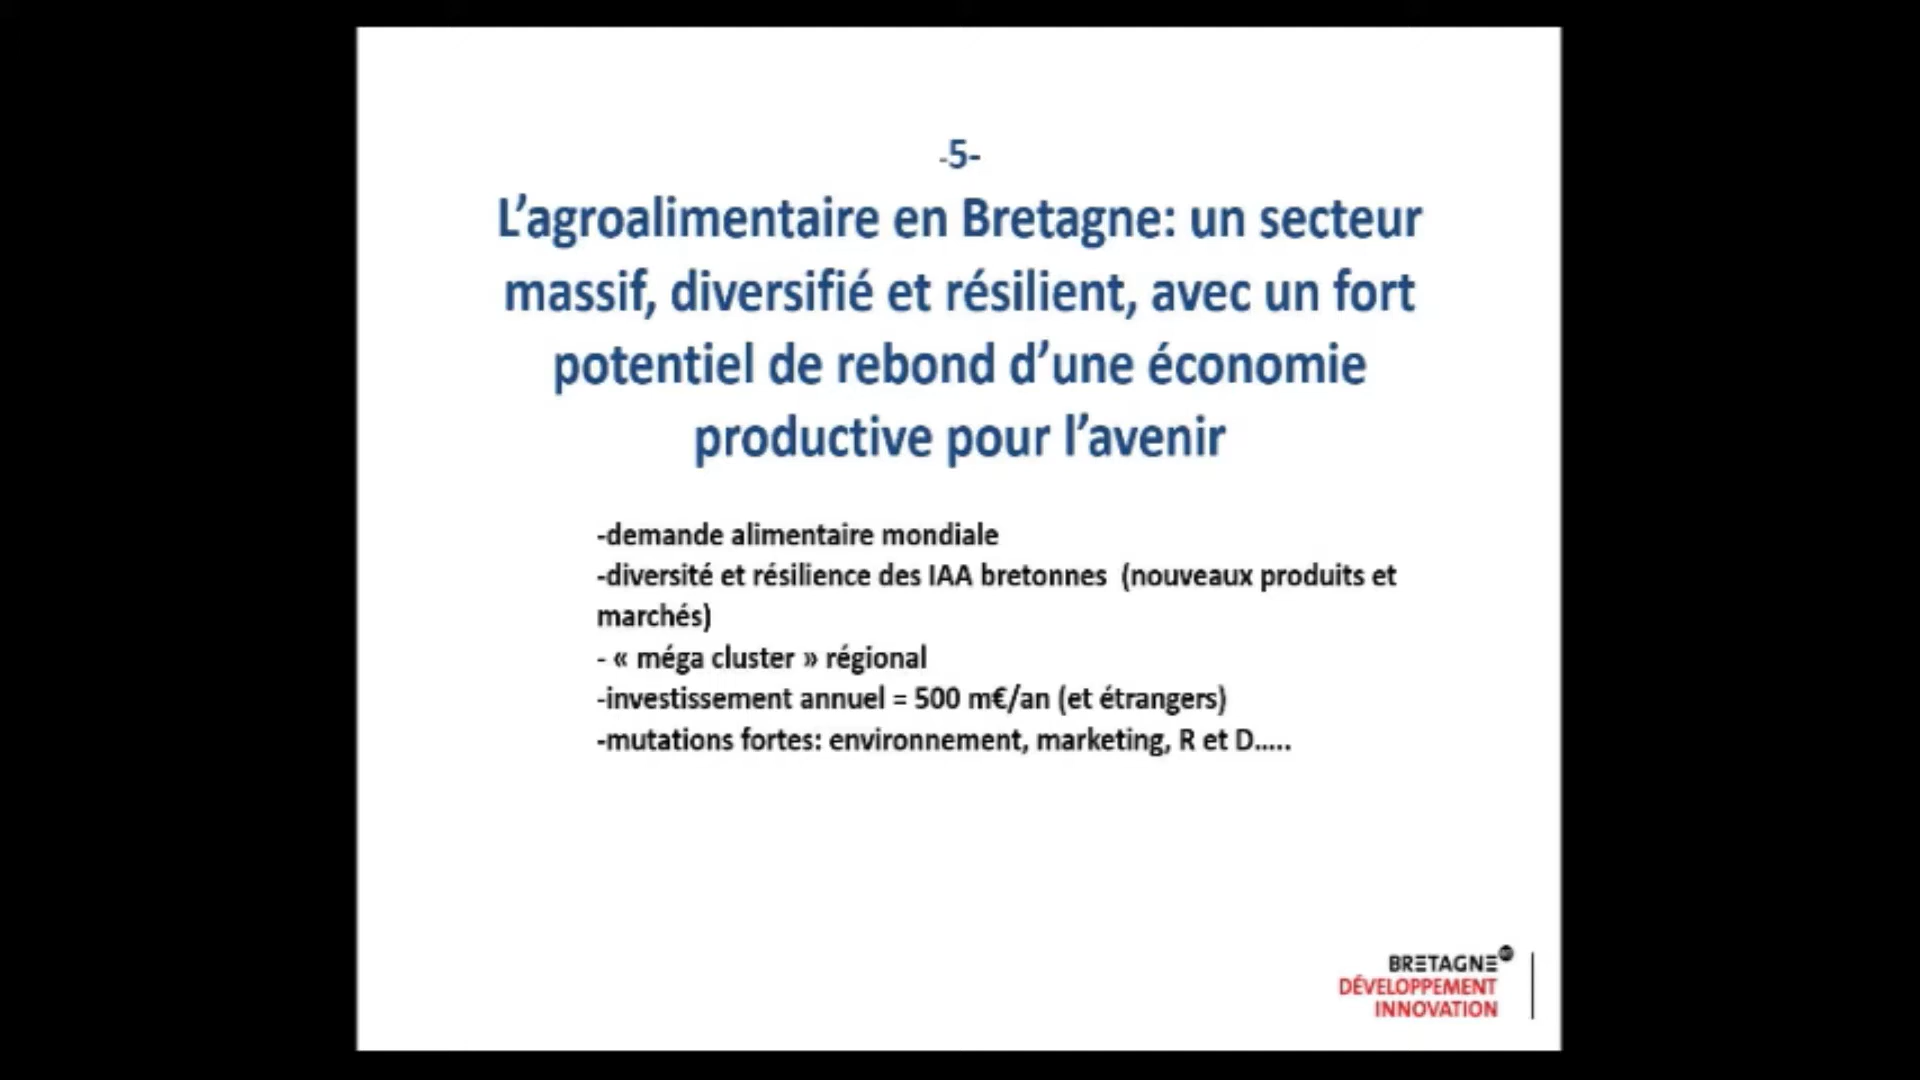 -5-
L’agroalimentaire en Bretagne: un secteur
massif, diversifié et résilient, avec un fort
potentiel de rebond d’une économie
productive pour l’avenir
-demande alimentaire mondiale
-diversité et résilience des IAA bretonnes  (nouveaux produits et
marchés)
- « méga cluster » régional
-investissement annuel = 500 m€/an (et étrangers)
-mutations fortes: environnement, marketing, R et D.....
BRETAGNE
DÉVELOPPEMENT
INNOVATION